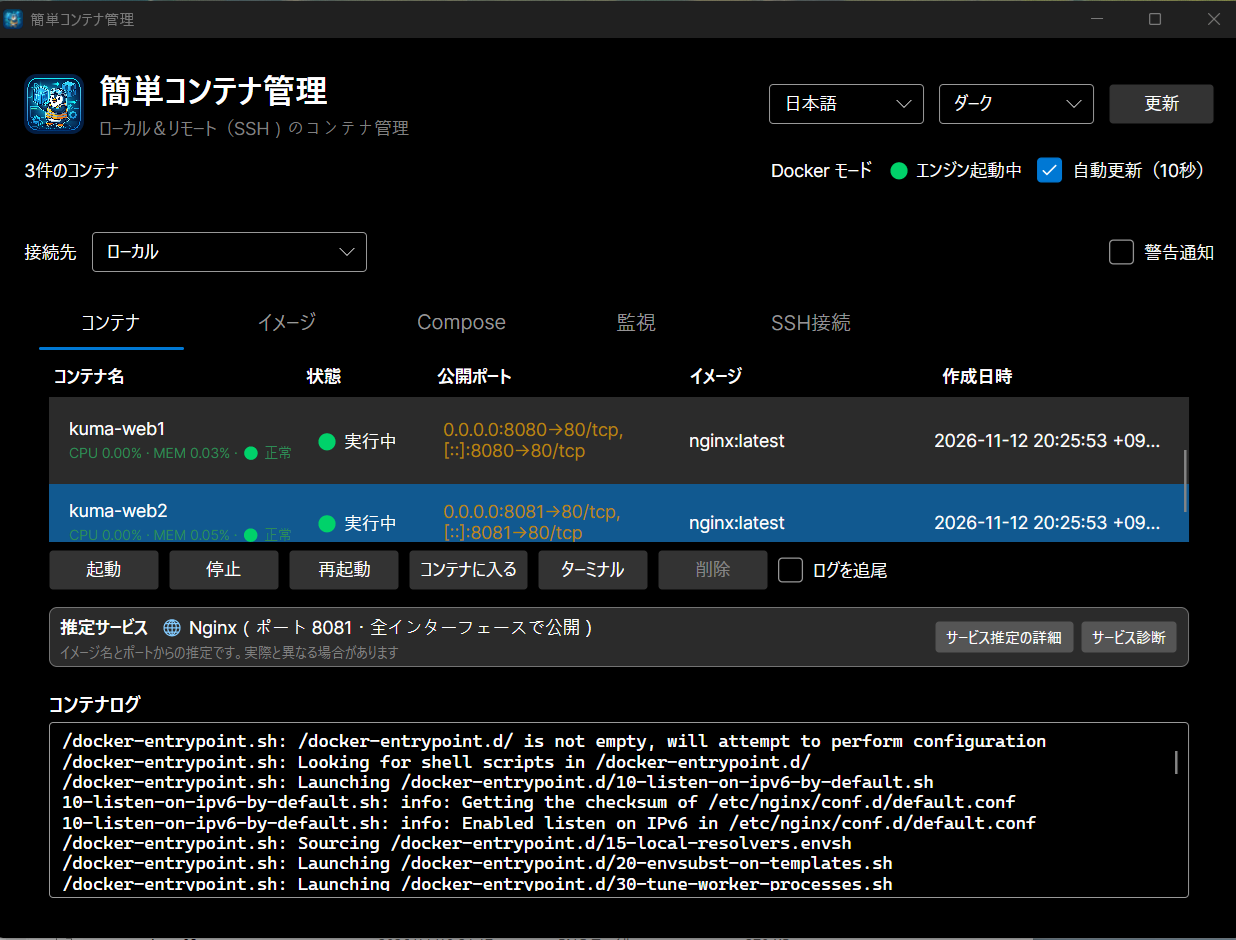 簡単コンテナ管理
簡単コンテナ管理
ローカル&リモート（SSH）のコンテナ管理
日本語
ダーク
更新
3件のコンテナ
Docker モード
エンジン起動中
自動更新（10秒）
接続先
ローカル
警告通知
コンテナ
イメージ
Compose
監視
SSH接続
コンテナ名
状態
公開ポート
イメージ
作成日時
kuma-web1
CPU 0.00% · MEM 0.03% ·
正常
実行中
0.0.0.0:8080→80/tcp,
[::]:8080→80/tcp
nginx:latest
2026-11-12 20:25:53 +09...
kuma-web2
CPU 0.00% · MEM 0.05% ·
正常
実行中
0.0.0.0:8081→80/tcp,
[::]:8081→80/tcp
nginx:latest
2026-11-12 20:25:53 +09...
起動
停止
再起動
コンテナに入る
ターミナル
削除
ログを追尾
推定サービス
Nginx（ポート 8081 · 全インターフェースで公開）
イメージ名とポートからの推定です。実際と異なる場合があります
サービス推定の詳細
サービス診断
コンテナログ
/docker-entrypoint.sh: /docker-entrypoint.d/ is not empty, will attempt to perform configuration
/docker-entrypoint.sh: Looking for shell scripts in /docker-entrypoint.d/
/docker-entrypoint.sh: Launching /docker-entrypoint.d/10-listen-on-ipv6-by-default.sh
10-listen-on-ipv6-by-default.sh: info: Getting the checksum of /etc/nginx/conf.d/default.conf
10-listen-on-ipv6-by-default.sh: info: Enabled listen on IPv6 in /etc/nginx/conf.d/default.conf
/docker-entrypoint.sh: Sourcing /docker-entrypoint.d/15-local-resolvers.envsh
/docker-entrypoint.sh: Launching /docker-entrypoint.d/20-envsubst-on-templates.sh
/docker-entrypoint.sh: Launching /docker-entrypoint.d/30-tune-worker-processes.sh